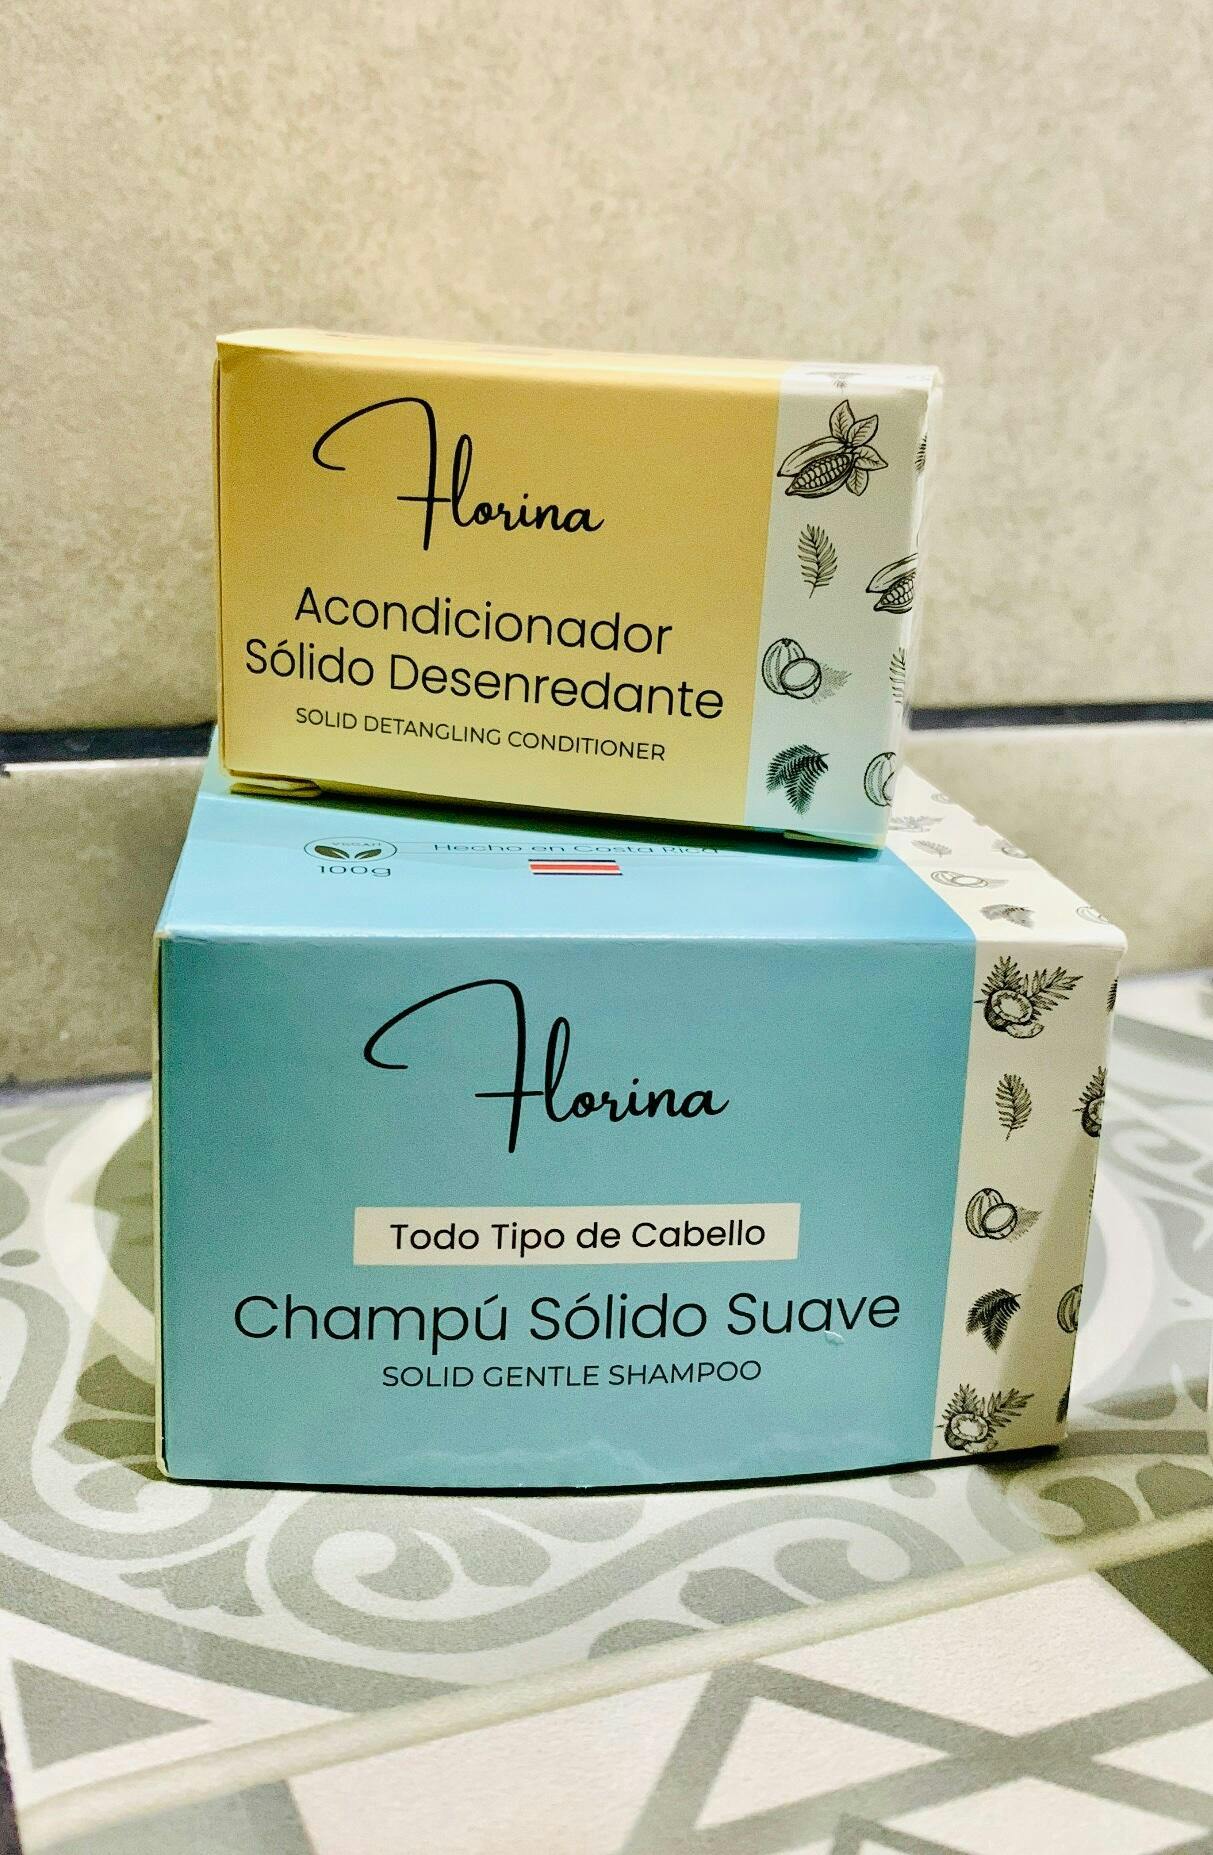 Florina
Acondicionador
Sólido Desenredante
SOLID DETANGLING CONDITIONER
VEGAN
Hecho en Costa Rica
100g
Florina
Todo Tipo de Cabello
Champú Sólido Suave
SOLID GENTLE SHAMPOO